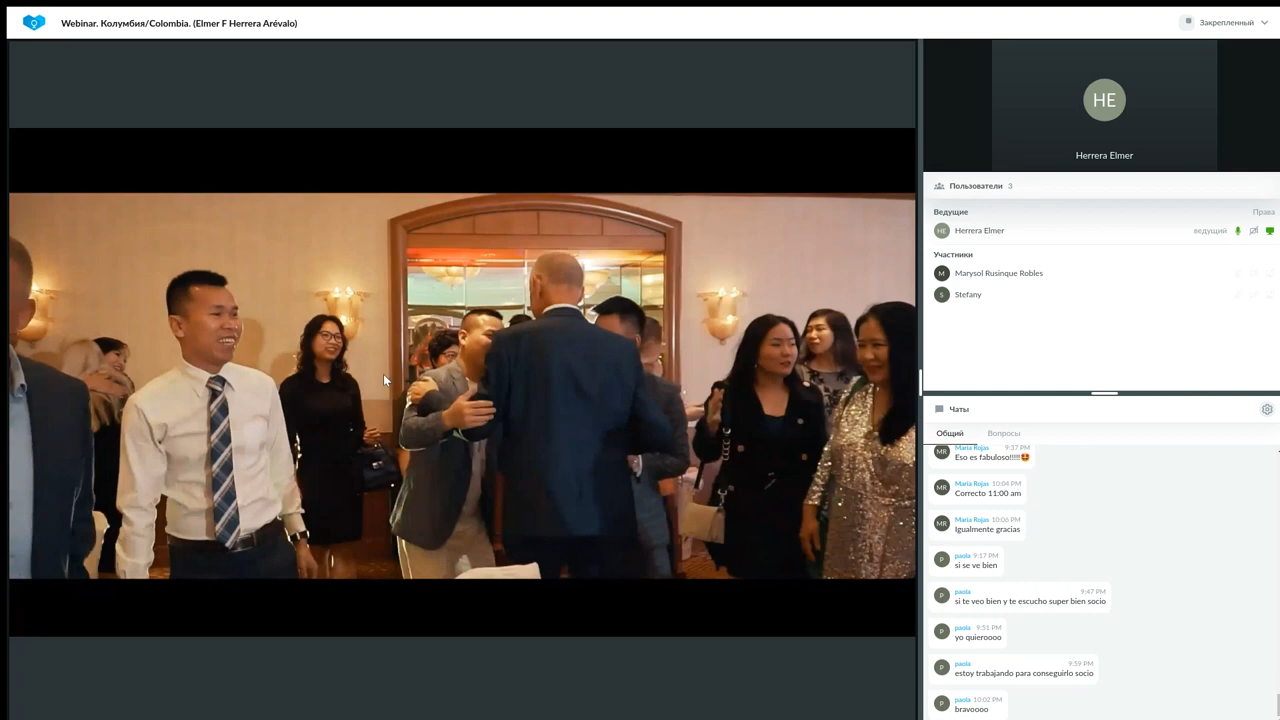 Webinar. Колумбия/Colombia. (Elmer F Herrera Arévalo)
Закрепленный
HE
Herrera Elmer
Пользователи 3
Ведущие Права
HE Herrera Elmer ведущий
Участники
M Marysol Rusinque Robles
S Stefany
Чаты
Общий Вопросы
MR Maria Rojas 9:37 PM
Eso es fabuloso!!!!!🤩
MR Maria Rojas 10:04 PM
Correcto 11:00 am
MR Maria Rojas 10:06 PM
Igualmente gracias
P paola 9:17 PM
si se ve bien
P paola 9:47 PM
si te veo bien y te escucho super bien socio
P paola 9:51 PM
yo quieroooo
P paola 9:59 PM
estoy trabajando para conseguirlo socio
P paola 10:02 PM
bravoooo